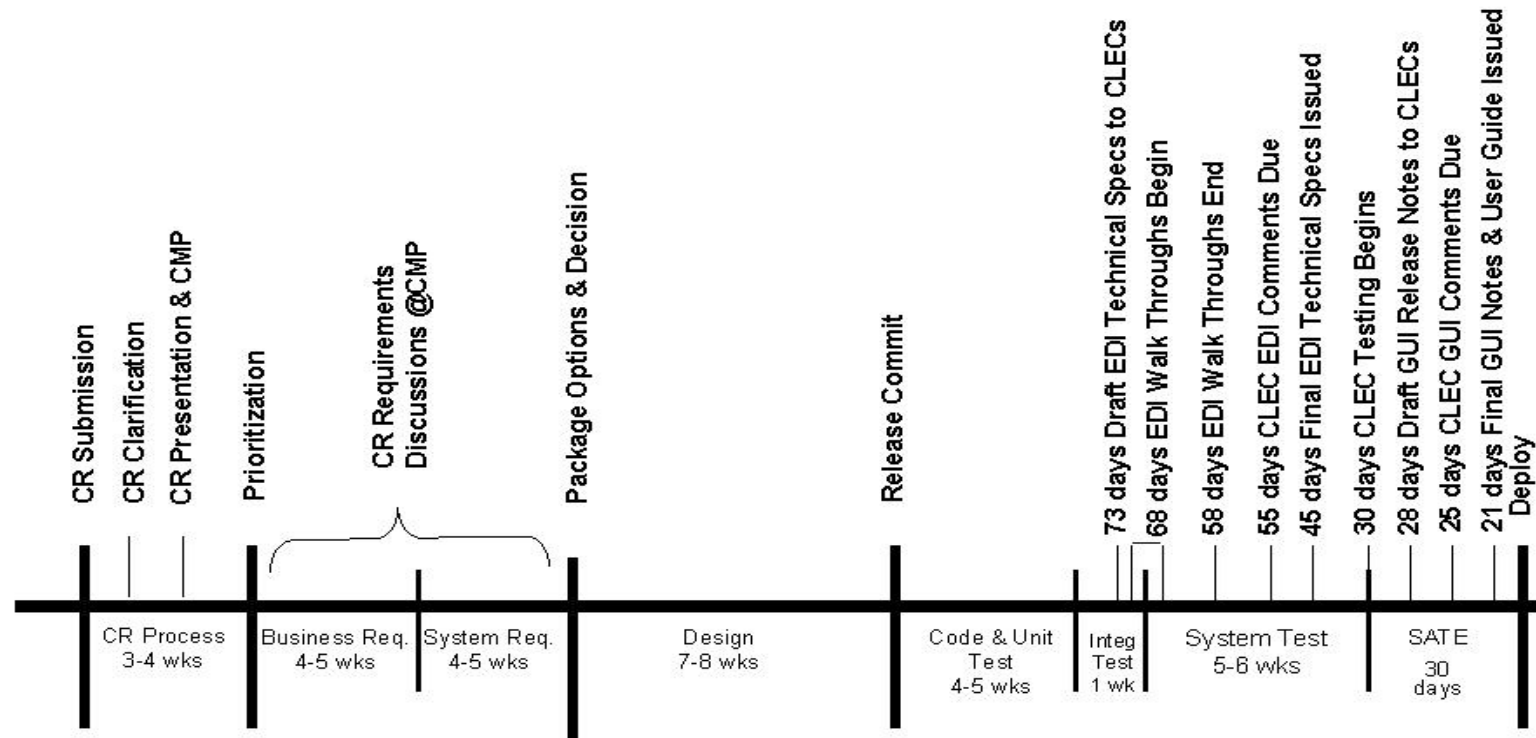 CR Submission
CR Clarification
CR Presentation & CMP
Prioritization
CR Requirements
Discussions @CMP
Package Options & Decision
Release Commit
73 days Draft EDI Technical Specs to CLECs
68 days EDI Walk Throughs Begin
58 days EDI Walk Throughs End
55 days CLEC EDI Comments Due
45 days Final EDI Technical Specs Issued
30 days CLEC Testing Begins
28 days Draft GUI Release Notes to CLECs
25 days CLEC GUI Comments Due
21 days Final GUI Notes & User Guide Issued
Deploy
CR Process
3-4 wks
Business Req.
4-5 wks
System Req.
4-5 wks
Design
7-8 wks
Code & Unit
Test
4-5 wks
Integ
Test
1 wk
System Test
5-6 wks
SATE
30
days